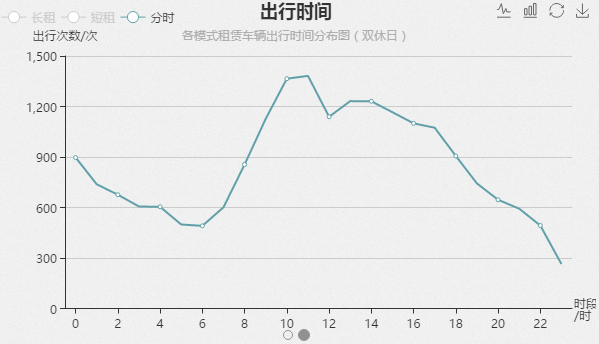 出行时间
长租 短租 分时
出行次数/次
各模式租赁车辆出行时间分布图（双休日）
1,500
1,200
900
600
300
0
0 2 4 6 8 10 12 14 16 18 20 22
时段
/时